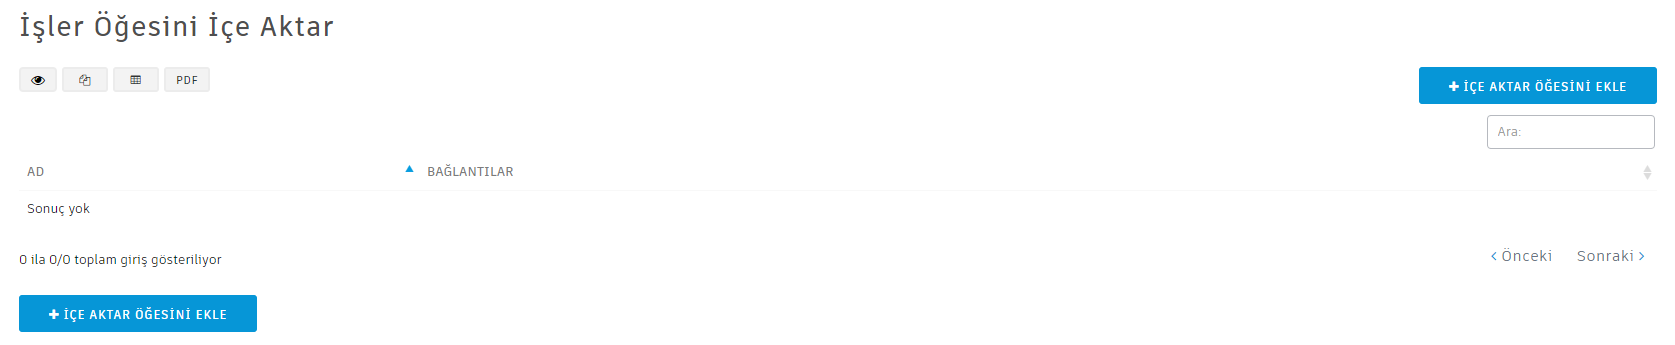 İşler Öğesini İçe Aktar
PDF
İÇE AKTAR ÖĞESİNİ EKLE
Ara:
AD BAĞLANTILAR
Sonuç yok
0 ila 0/0 toplam giriş gösteriliyor
Önceki Sonraki
İÇE AKTAR ÖĞESİNİ EKLE